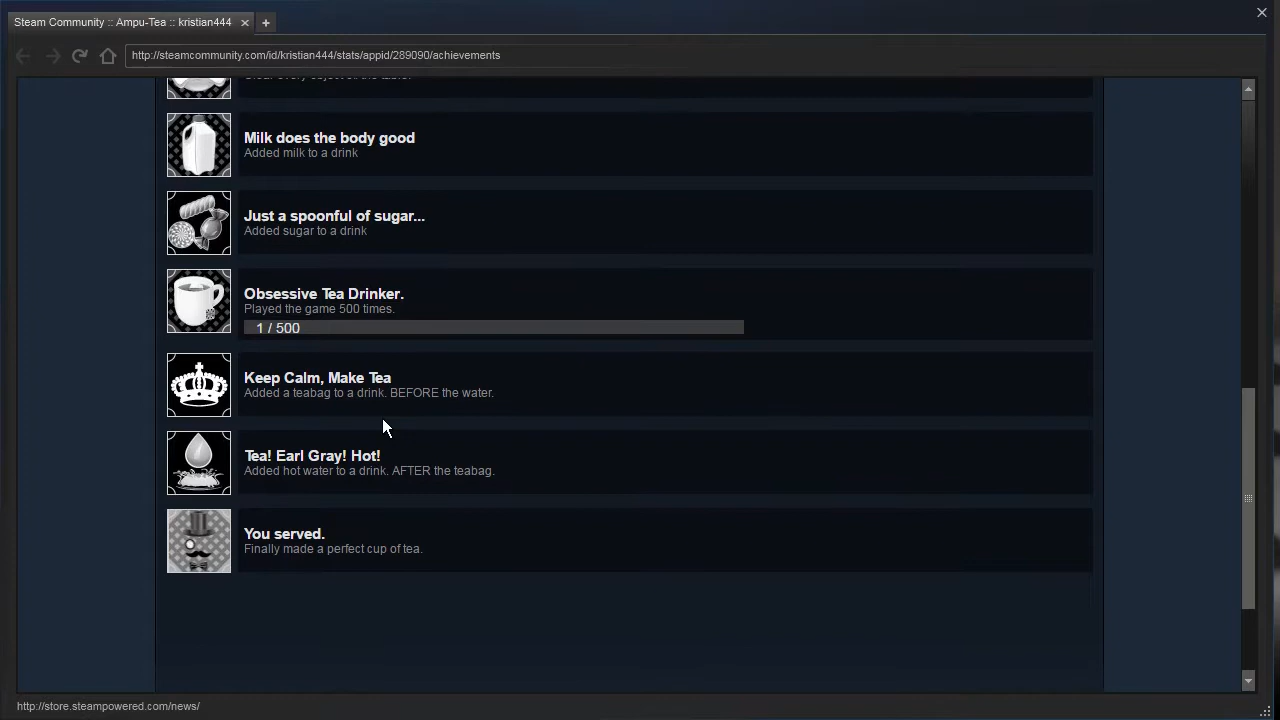 Steam Community :: Ampu-Tea :: kristian444
http://steamcommunity.com/id/kristian444/stats/appid/289090/achievements
Milk does the body good
Added milk to a drink
Just a spoonful of sugar...
Added sugar to a drink
Obsessive Tea Drinker.
Played the game 500 times.
1 / 500
Keep Calm, Make Tea
Added a teabag to a drink. BEFORE the water.
Tea! Earl Gray! Hot!
Added hot water to a drink. AFTER the teabag.
You served.
Finally made a perfect cup of tea.
http://store.steampowered.com/news/